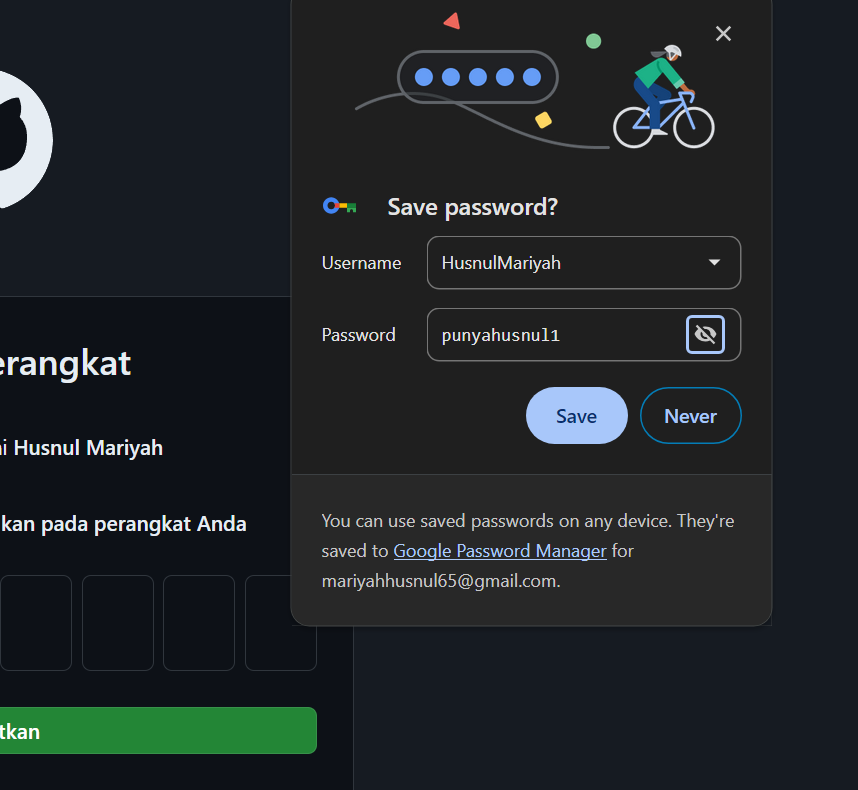 Save password?
Username
HusnulMariyah
Password
punyahusnul1
Save
Never
You can use saved passwords on any device. They're
saved to Google Password Manager for
mariyahhusnul65@gmail.com.
erangkat
i Husnul Mariyah
kan pada perangkat Anda
tkan